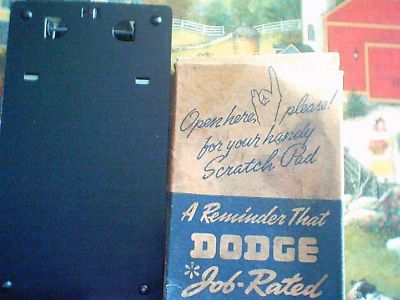 Open here, please!
for your handy
Scratch Pad
A Reminder That
DODGE
*Job-Rated